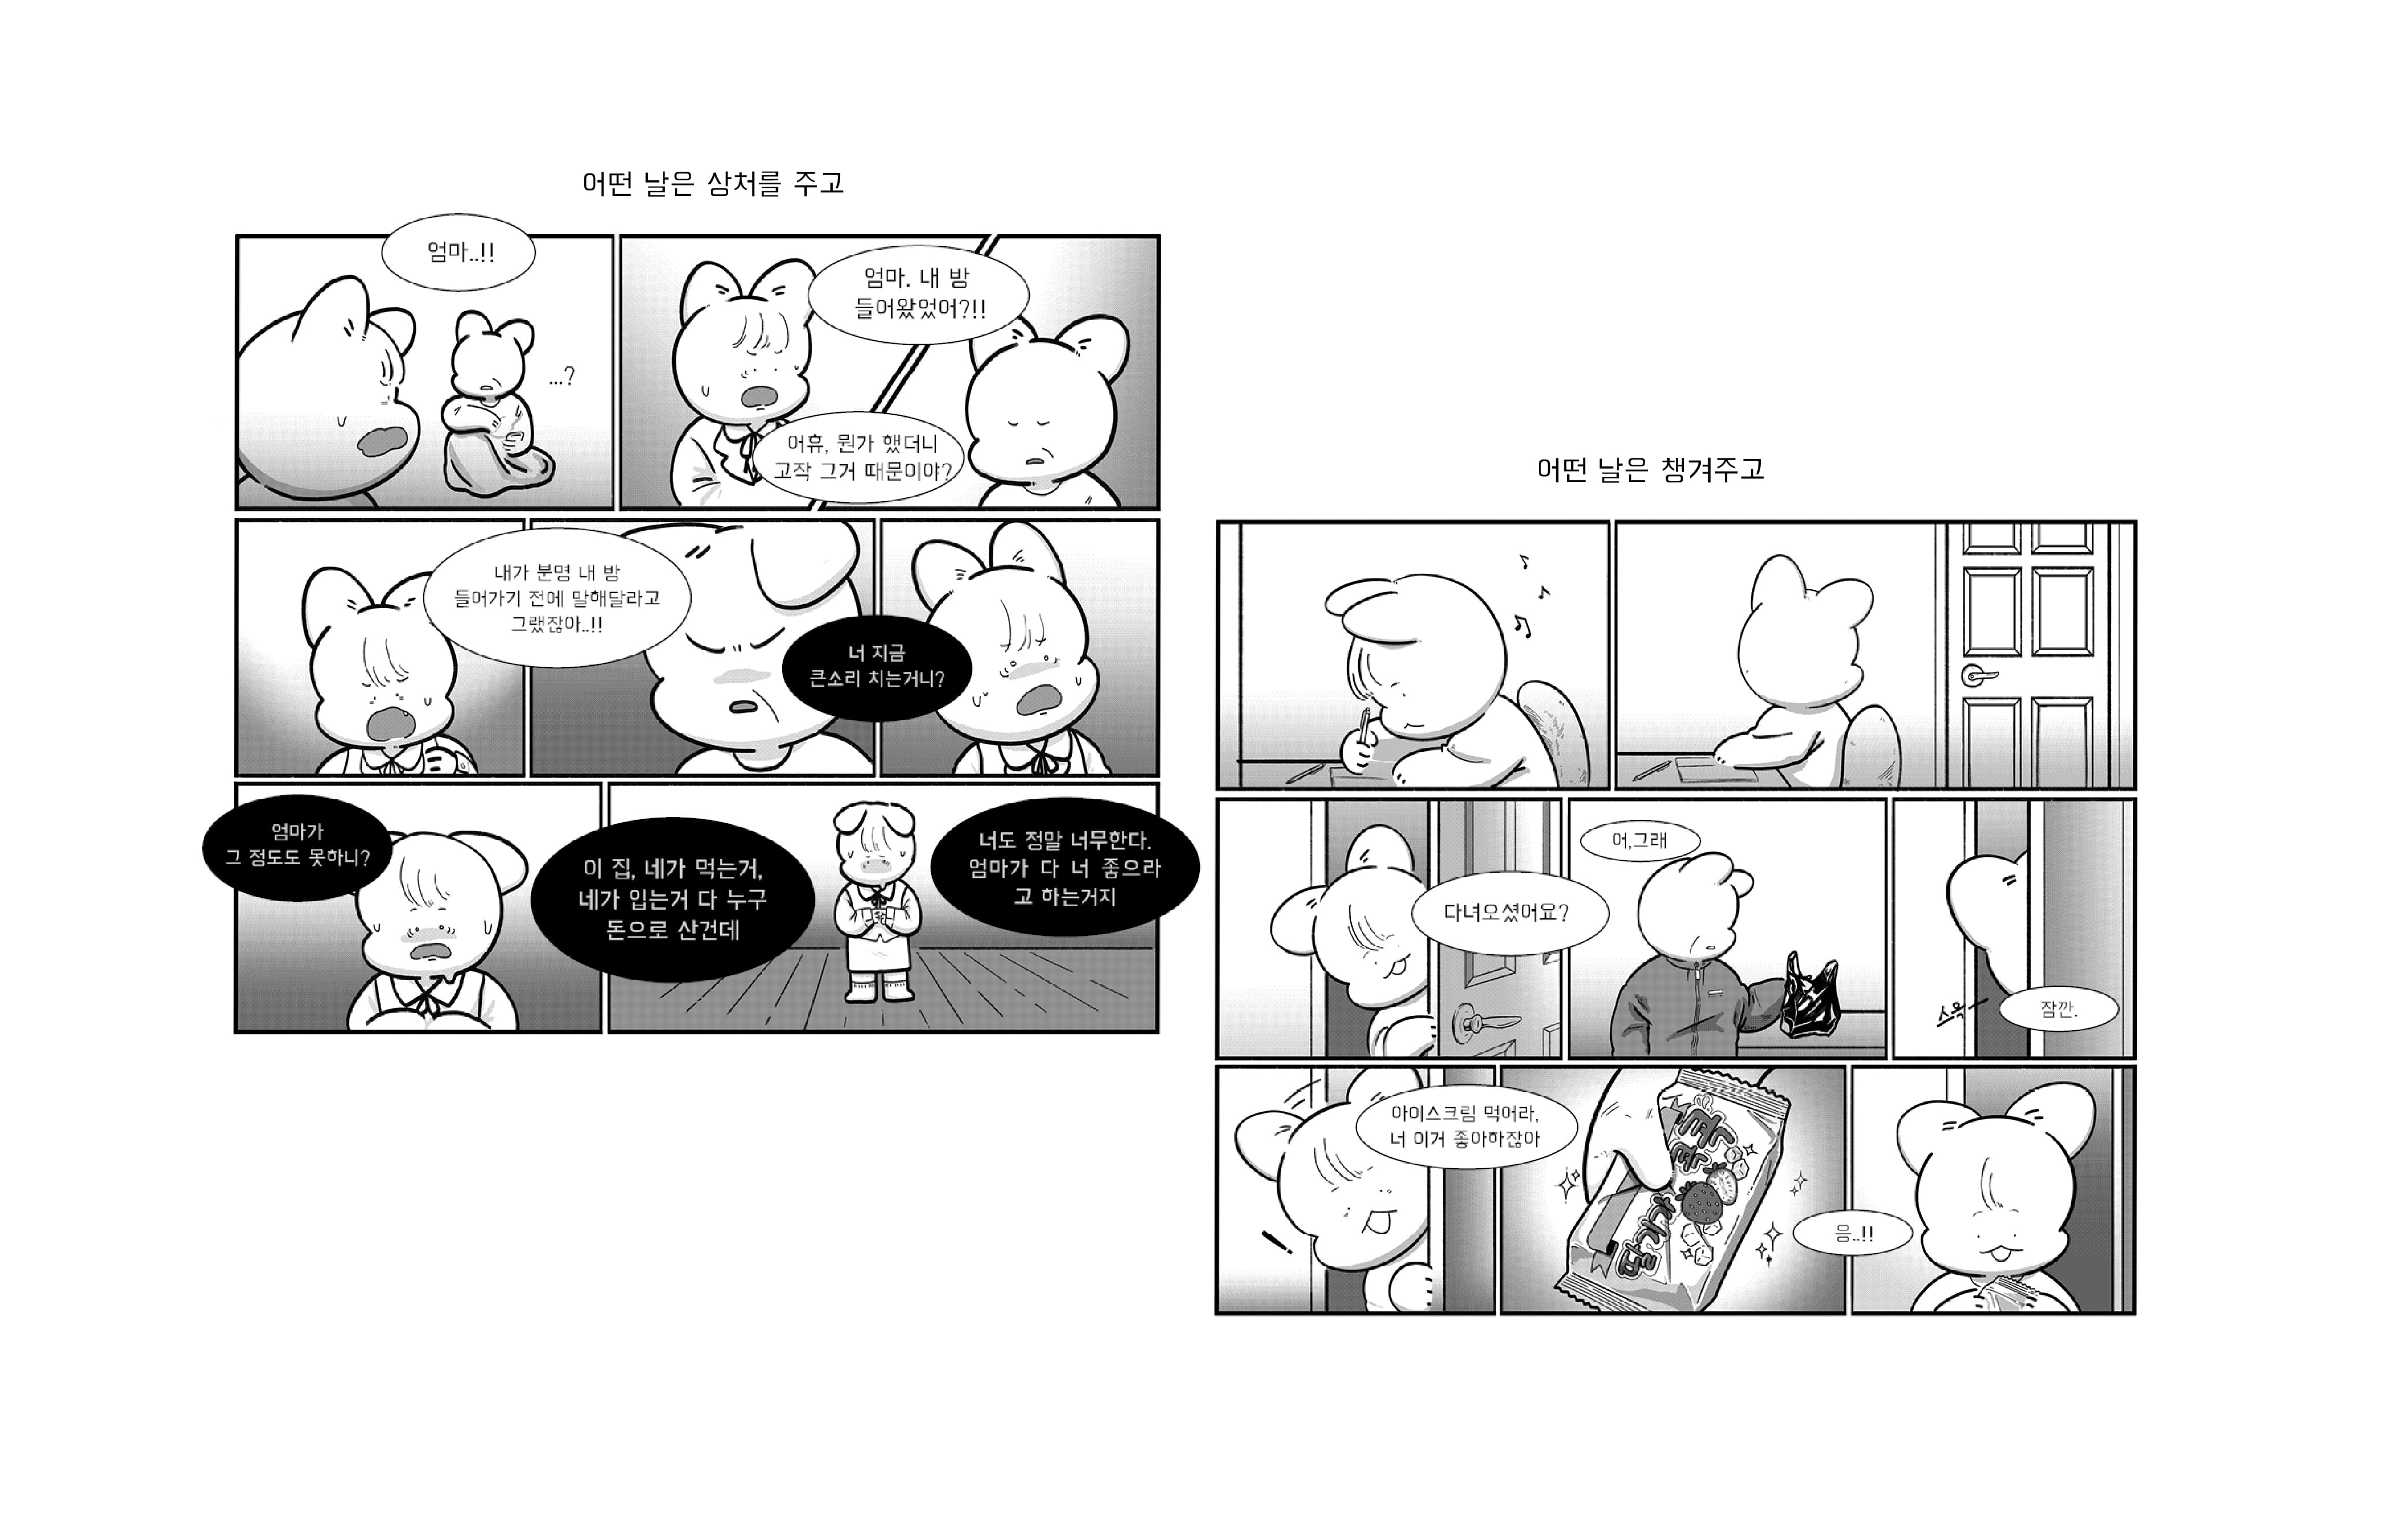 어떤 날은 상처를 주고
엄마..!!
...?
엄마. 내 방
들어왔었어?!!
어휴, 뭔가 했더니
고작 그거 때문이야?
내가 분명 내 방
들어가기 전에 말해달라고
그랬잖아..!!
너 지금
큰소리 치는거니?
엄마가
그 정도도 못하니?
이 집, 네가 먹는거,
네가 입는거 다 누구
돈으로 산건데
너도 정말 너무한다.
엄마가 다 너 좋으라
고 하는거지
어떤 날은 챙겨주고
다녀오셨어요?
어,그래
스윽
잠깐.
아이스크림 먹어라,
너 이거 좋아하잖아
응..!!